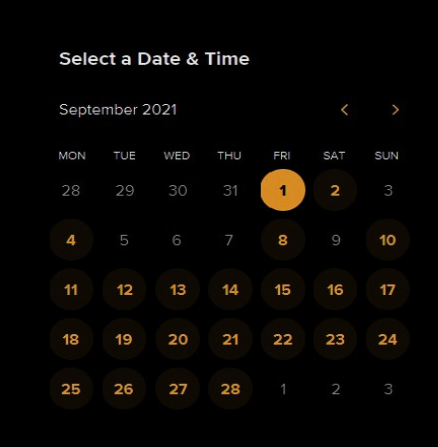 Select a Date & Time
September 2021 < >
MON TUE WED THU FRI SAT SUN
28 29 30 31 1 2 3
4 5 6 7 8 9 10
11 12 13 14 15 16 17
18 19 20 21 22 23 24
25 26 27 28 1 2 3